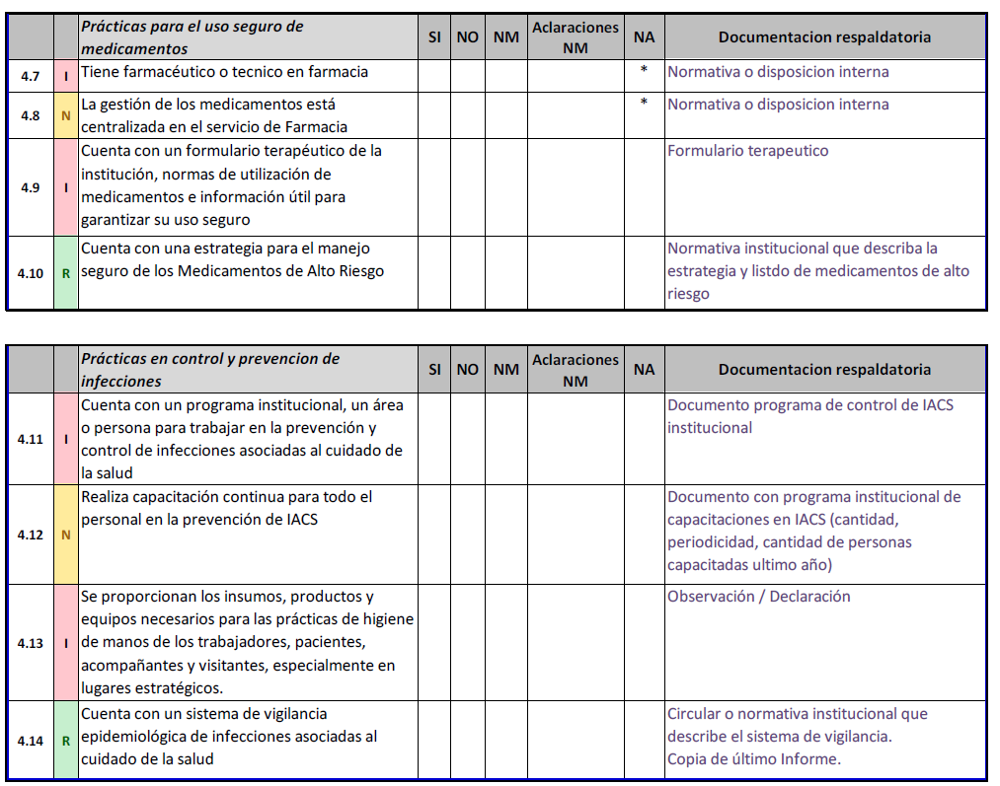 Prácticas para el uso seguro de
medicamentos
SI NO NM Aclaraciones
NM
NA Documentacion respaldatoria
4.7 I Tiene farmacéutico o tecnico en farmacia * Normativa o disposicion interna
4.8 N La gestión de los medicamentos está
centralizada en el servicio de Farmacia
* Normativa o disposicion interna
4.9 I Cuenta con un formulario terapéutico de la
institución, normas de utilización de
medicamentos e información útil para
garantizar su uso seguro
Formulario terapeutico
4.10 R Cuenta con una estrategia para el manejo
seguro de los Medicamentos de Alto Riesgo
Normativa institucional que describa la
estrategia y listdo de medicamentos de alto
riesgo
Prácticas en control y prevencion de
infecciones
SI NO NM Aclaraciones
NM
NA Documentacion respaldatoria
4.11 I Cuenta con un programa institucional, un área
o persona para trabajar en la prevención y
control de infecciones asociadas al cuidado de
la salud
Documento programa de control de IACS
institucional
4.12 N Realiza capacitación continua para todo el
personal en la prevención de IACS
Documento con programa institucional de
capacitaciones en IACS (cantidad,
periodicidad, cantidad de personas
capacitadas ultimo año)
4.13 I Se proporcionan los insumos, productos y
equipos necesarios para las prácticas de higiene
de manos de los trabajadores, pacientes,
acompañantes y visitantes, especialmente en
lugares estratégicos.
Observación / Declaración
4.14 R Cuenta con un sistema de vigilancia
epidemiológica de infecciones asociadas al
cuidado de la salud
Circular o normativa institucional que
describe el sistema de vigilancia.
Copia de último Informe.